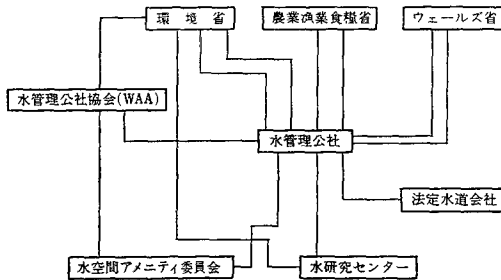 環境省
農業漁業食糧省
ウェールズ省
水管理公社協会(WAA)
水管理公社
法定水道会社
水空間アメニティ委員会
水研究センター